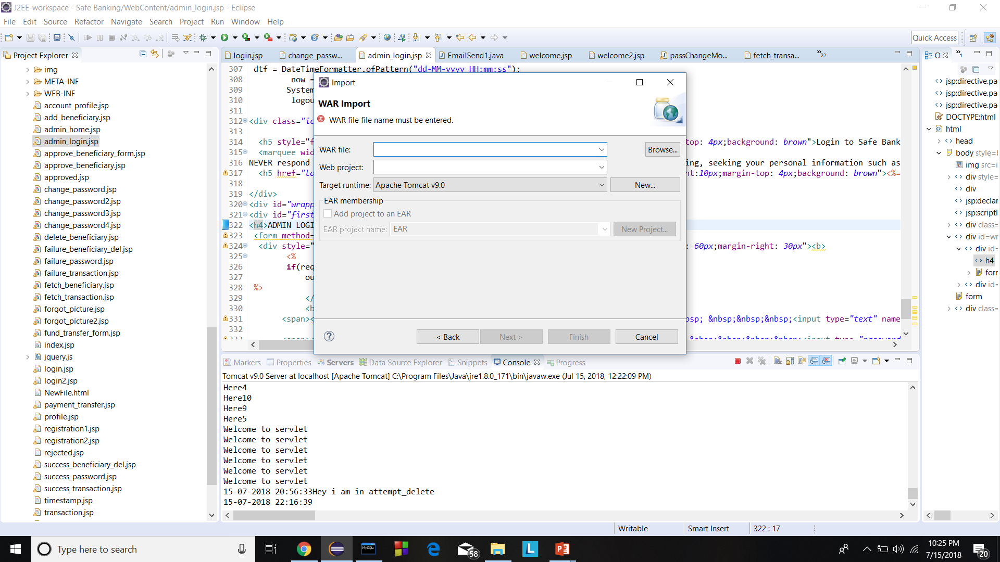 J2EE-workspace - Safe Banking/WebContent/admin_login.jsp - Eclipse
File Edit Source Refactor Navigate Search Project Run Window Help
Quick Access
Project Explorer
img
META-INF
WEB-INF
account_profile.jsp
add_beneficiary.jsp
admin_home.jsp
admin_login.jsp
approve_beneficiary_form.jsp
approve_beneficiary.jsp
approved.jsp
change_password.jsp
change_password2.jsp
change_password3.jsp
change_password4.jsp
delete_beneficiary.jsp
failure_beneficiary_del.jsp
failure_password.jsp
failure_transaction.jsp
fetch_beneficiary.jsp
fetch_transaction.jsp
forgot_picture.jsp
forgot_picture2.jsp
fund_transfer_form.jsp
index.jsp
jquery.js
login.jsp
login2.jsp
NewFile.html
payment_transfer.jsp
profile.jsp
registration1.jsp
registration2.jsp
rejected.jsp
success_beneficiary_del.jsp
success_password.jsp
success_transaction.jsp
timestamp.jsp
transaction.jsp
login.jsp change_passw... admin_login.jsp EmailSend1.java welcome.jsp welcome2.jsp passChangeMo... fetch_transa... »22
307 dtf = DateTimeFormatter.ofPattern("dd-MM-yyyy HH:mm:ss");
308 now =
309 System
310 logou
311
312 <div class="ic
313
314 <h5 style="f top: 4px;background: brown">Login to Safe Bank
315 <marquee wid
316 NEVER respond ing, seeking your personal information such as
317 <h5 href="lo ht:10px;margin-top: 4px;background: brown"><%=
318
319 </div>
320 <div id="wrapp
321 <div id="first
322 <h4>ADMIN LOGI
323 <form method=
324 <div style=" : 60px;margin-right: 30px"><b>
325 <%
326 if(req
327 ou
328 %>
329 </
330 <b
331 <span>< bsp; &nbsp;&nbsp;&nbsp;<input type="text" name
332
Import
WAR Import
WAR file file name must be entered.
WAR file: Browse...
Web project:
Target runtime: Apache Tomcat v9.0 New...
EAR membership
Add project to an EAR
EAR project name: EAR New Project...
< Back Next > Finish Cancel
O »1
jsp:directive.pa
jsp:directive.pa
jsp:directive.pa
DOCTYPE:html
html
head
body style=
img src=i
div style=
div
jsp:declar
jsp:scriptl
div class=
div id=wr
div id=
h4
forr
div id=
form
div class=
Markers Properties Servers Data Source Explorer Snippets Console Progress
Tomcat v9.0 Server at localhost [Apache Tomcat] C:\Program Files\Java\jre1.8.0_171\bin\javaw.exe (Jul 15, 2018, 12:22:09 PM)
Here4
Here10
Here9
Here5
Welcome to servlet
Welcome to servlet
Welcome to servlet
Welcome to servlet
Welcome to servlet
Welcome to servlet
15-07-2018 20:56:33Hey i am in attempt_delete
15-07-2018 22:16:39
Writable Smart Insert 322 : 17
Type here to search
MySQL
58
10:25 PM
7/15/2018
20